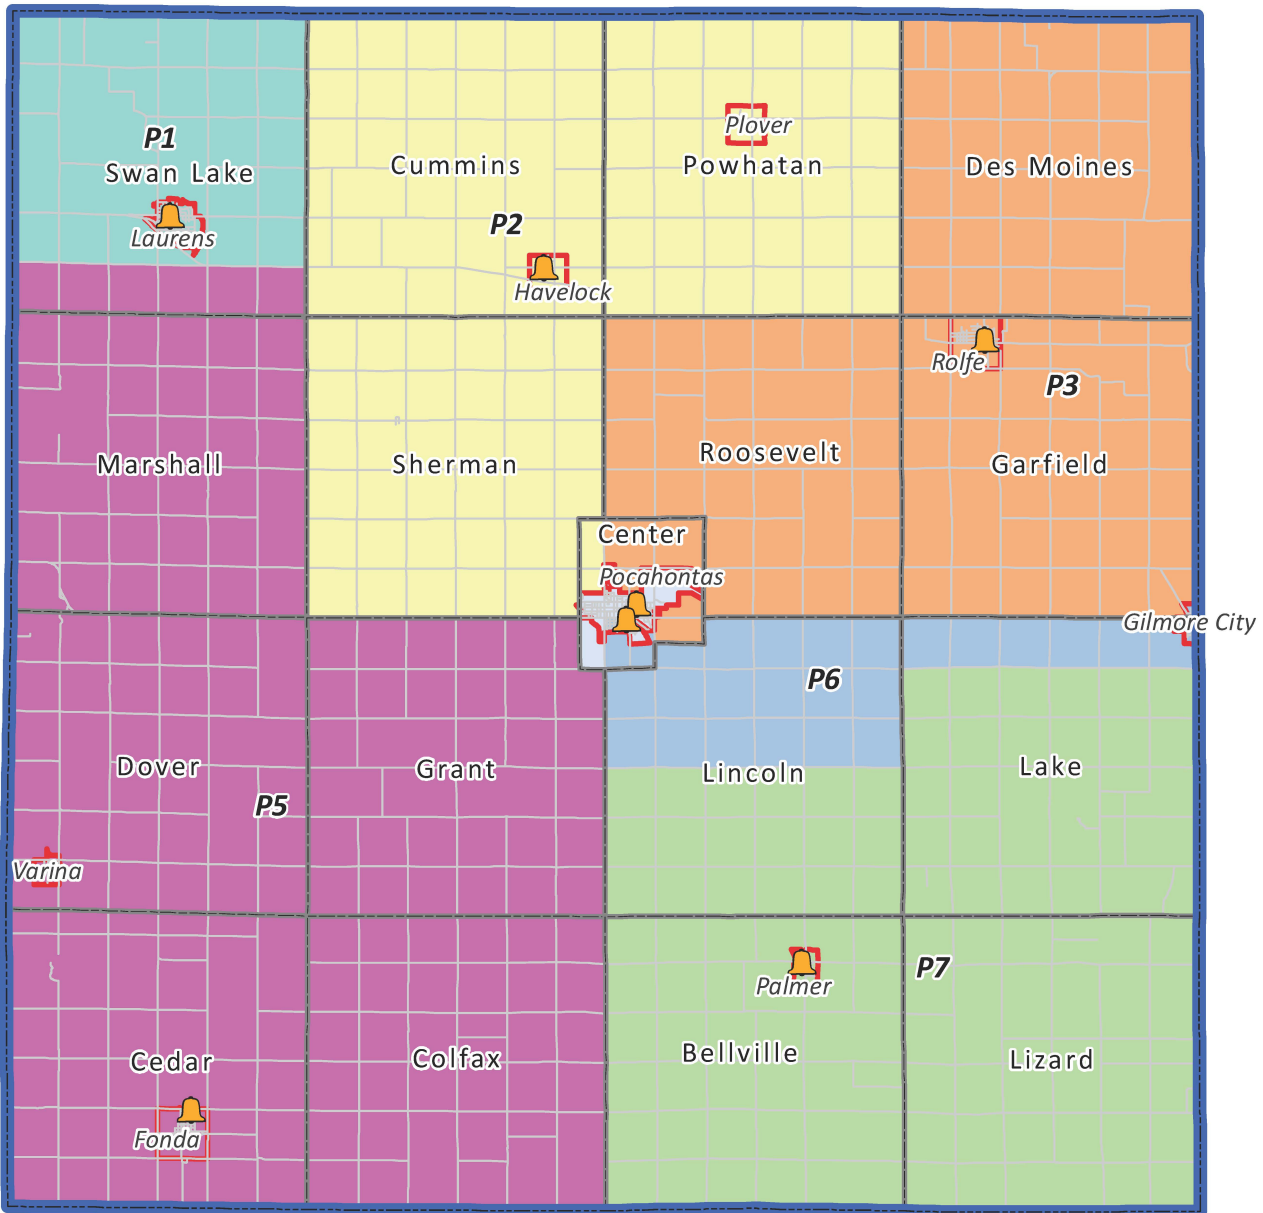 P1
Swan Lake
Laurens
Cummins
P2
Havelock
Plover
Powhatan
Des Moines
Rolfe
P3
Marshall
Sherman
Roosevelt
Garfield
Center
Pocahontas
Gilmore City
P6
Dover
Grant
Lincoln
Lake
P5
Varina
Palmer
P7
Cedar
Colfax
Bellville
Lizard
Fonda